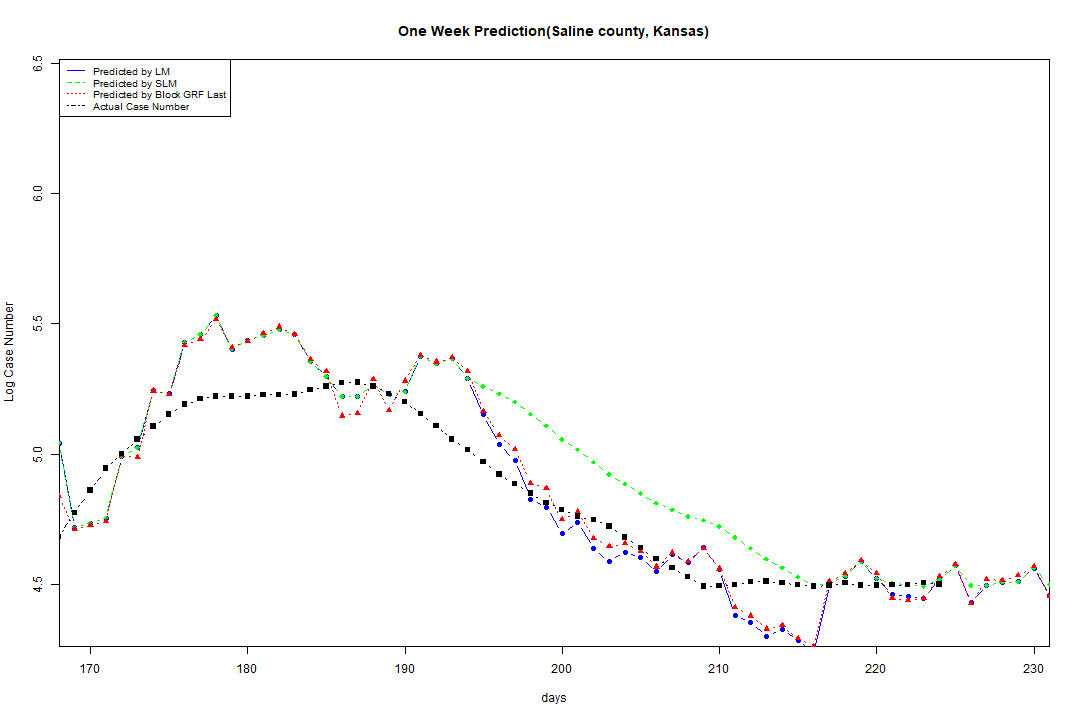 One Week Prediction(Saline county, Kansas)
Predicted by LM
Predicted by SLM
Predicted by Block GRF Last
Actual Case Number
Log Case Number
6.5
6.0
5.5
5.0
4.5
170 180 190 200 210 220 230
days